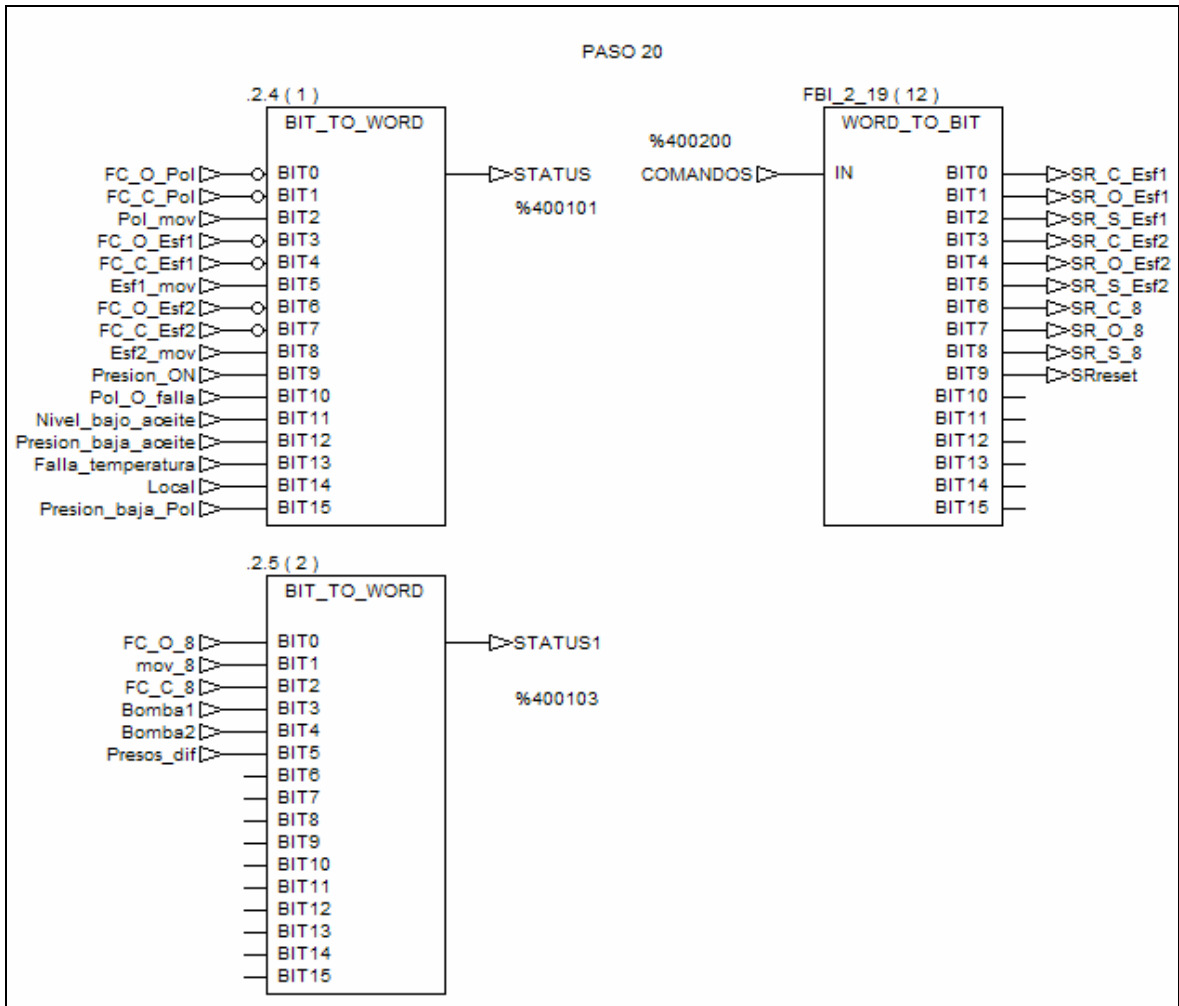 PASO 20
.2.4 ( 1 )
BIT_TO_WORD
FC_O_Pol BIT0 STATUS
%400101
FC_C_Pol BIT1
Pol_mov BIT2
FC_O_Esf1 BIT3
FC_C_Esf1 BIT4
Esf1_mov BIT5
FC_O_Esf2 BIT6
FC_C_Esf2 BIT7
Esf2_mov BIT8
Presion_ON BIT9
Pol_O_falla BIT10
Nivel_bajo_aceite BIT11
Presion_baja_aceite BIT12
Falla_temperatura BIT13
Local BIT14
Presion_baja_Pol BIT15
FBI_2_19 ( 12 )
WORD_TO_BIT
%400200
COMANDOS IN BIT0 SR_C_Esf1
BIT1 SR_O_Esf1
BIT2 SR_S_Esf1
BIT3 SR_C_Esf2
BIT4 SR_O_Esf2
BIT5 SR_S_Esf2
BIT6 SR_C_8
BIT7 SR_O_8
BIT8 SR_S_8
BIT9 SRreset
BIT10
BIT11
BIT12
BIT13
BIT14
BIT15
.2.5 ( 2 )
BIT_TO_WORD
FC_O_8 BIT0 STATUS1
mov_8 BIT1
FC_C_8 BIT2
%400103
Bomba1 BIT3
Bomba2 BIT4
Presos_dif BIT5
BIT6
BIT7
BIT8
BIT9
BIT10
BIT11
BIT12
BIT13
BIT14
BIT15